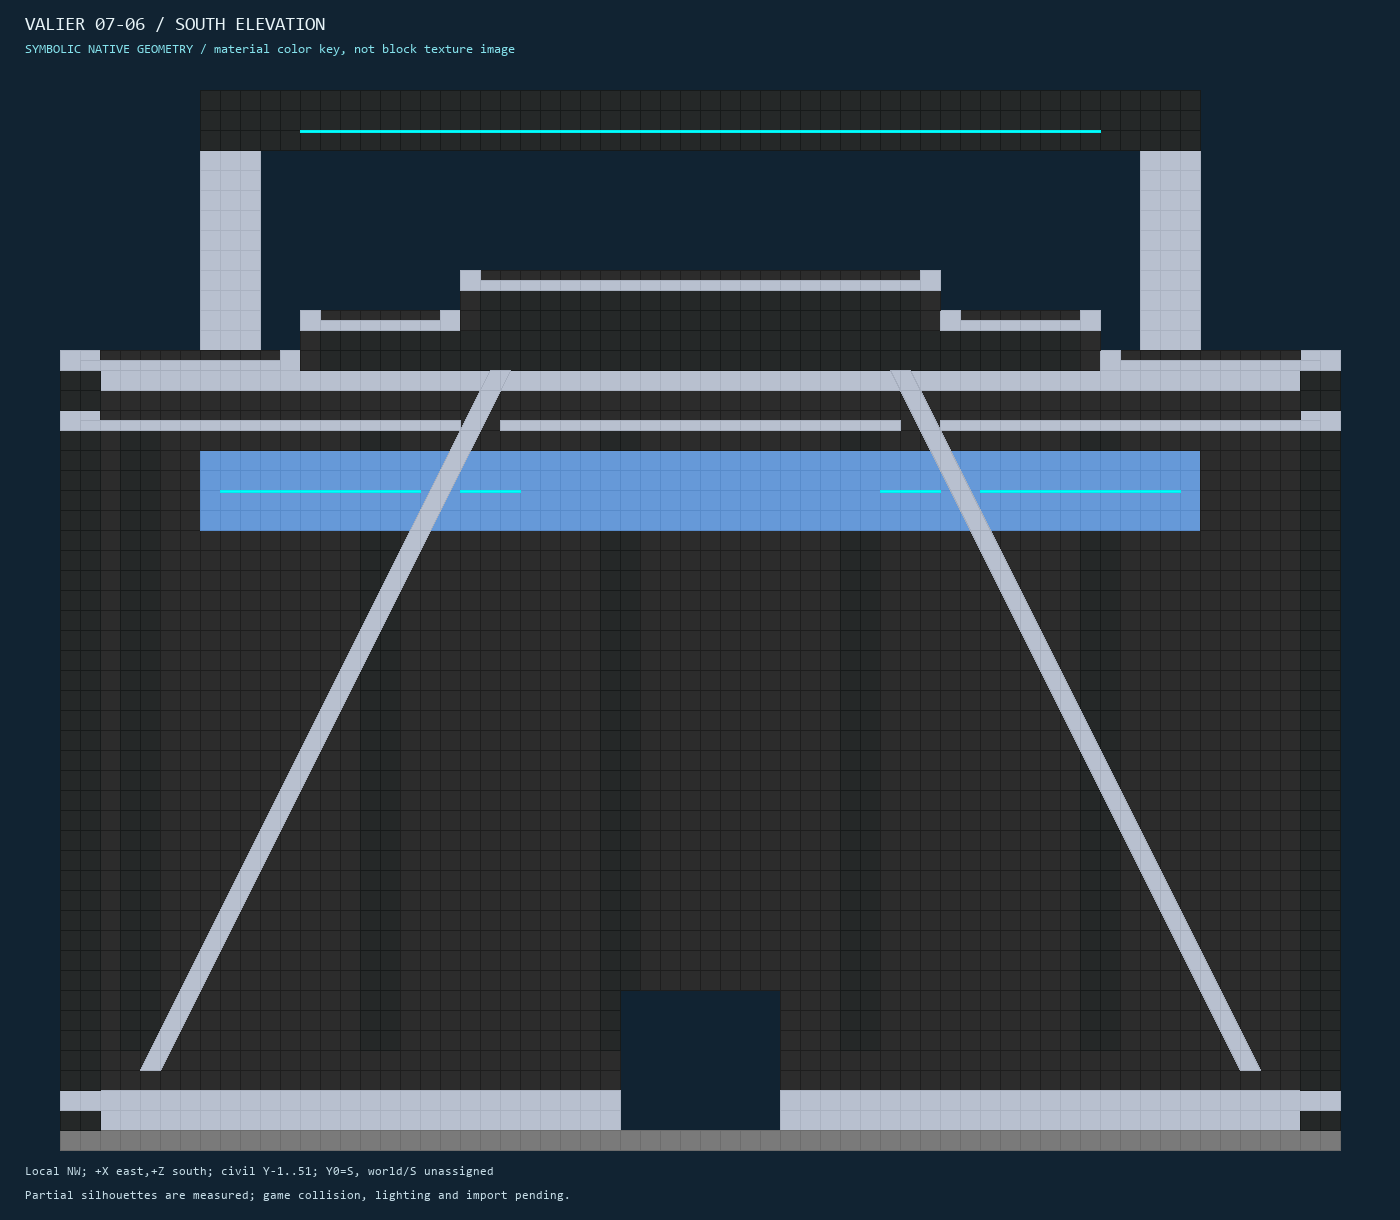 VALIER 07-06 / SOUTH ELEVATION
SYMBOLIC NATIVE GEOMETRY / material color key, not block texture image
Local NW; +X east,+Z south; civil Y-1..51; Y0=S, world/S unassigned
Partial silhouettes are measured; game collision, lighting and import pending.